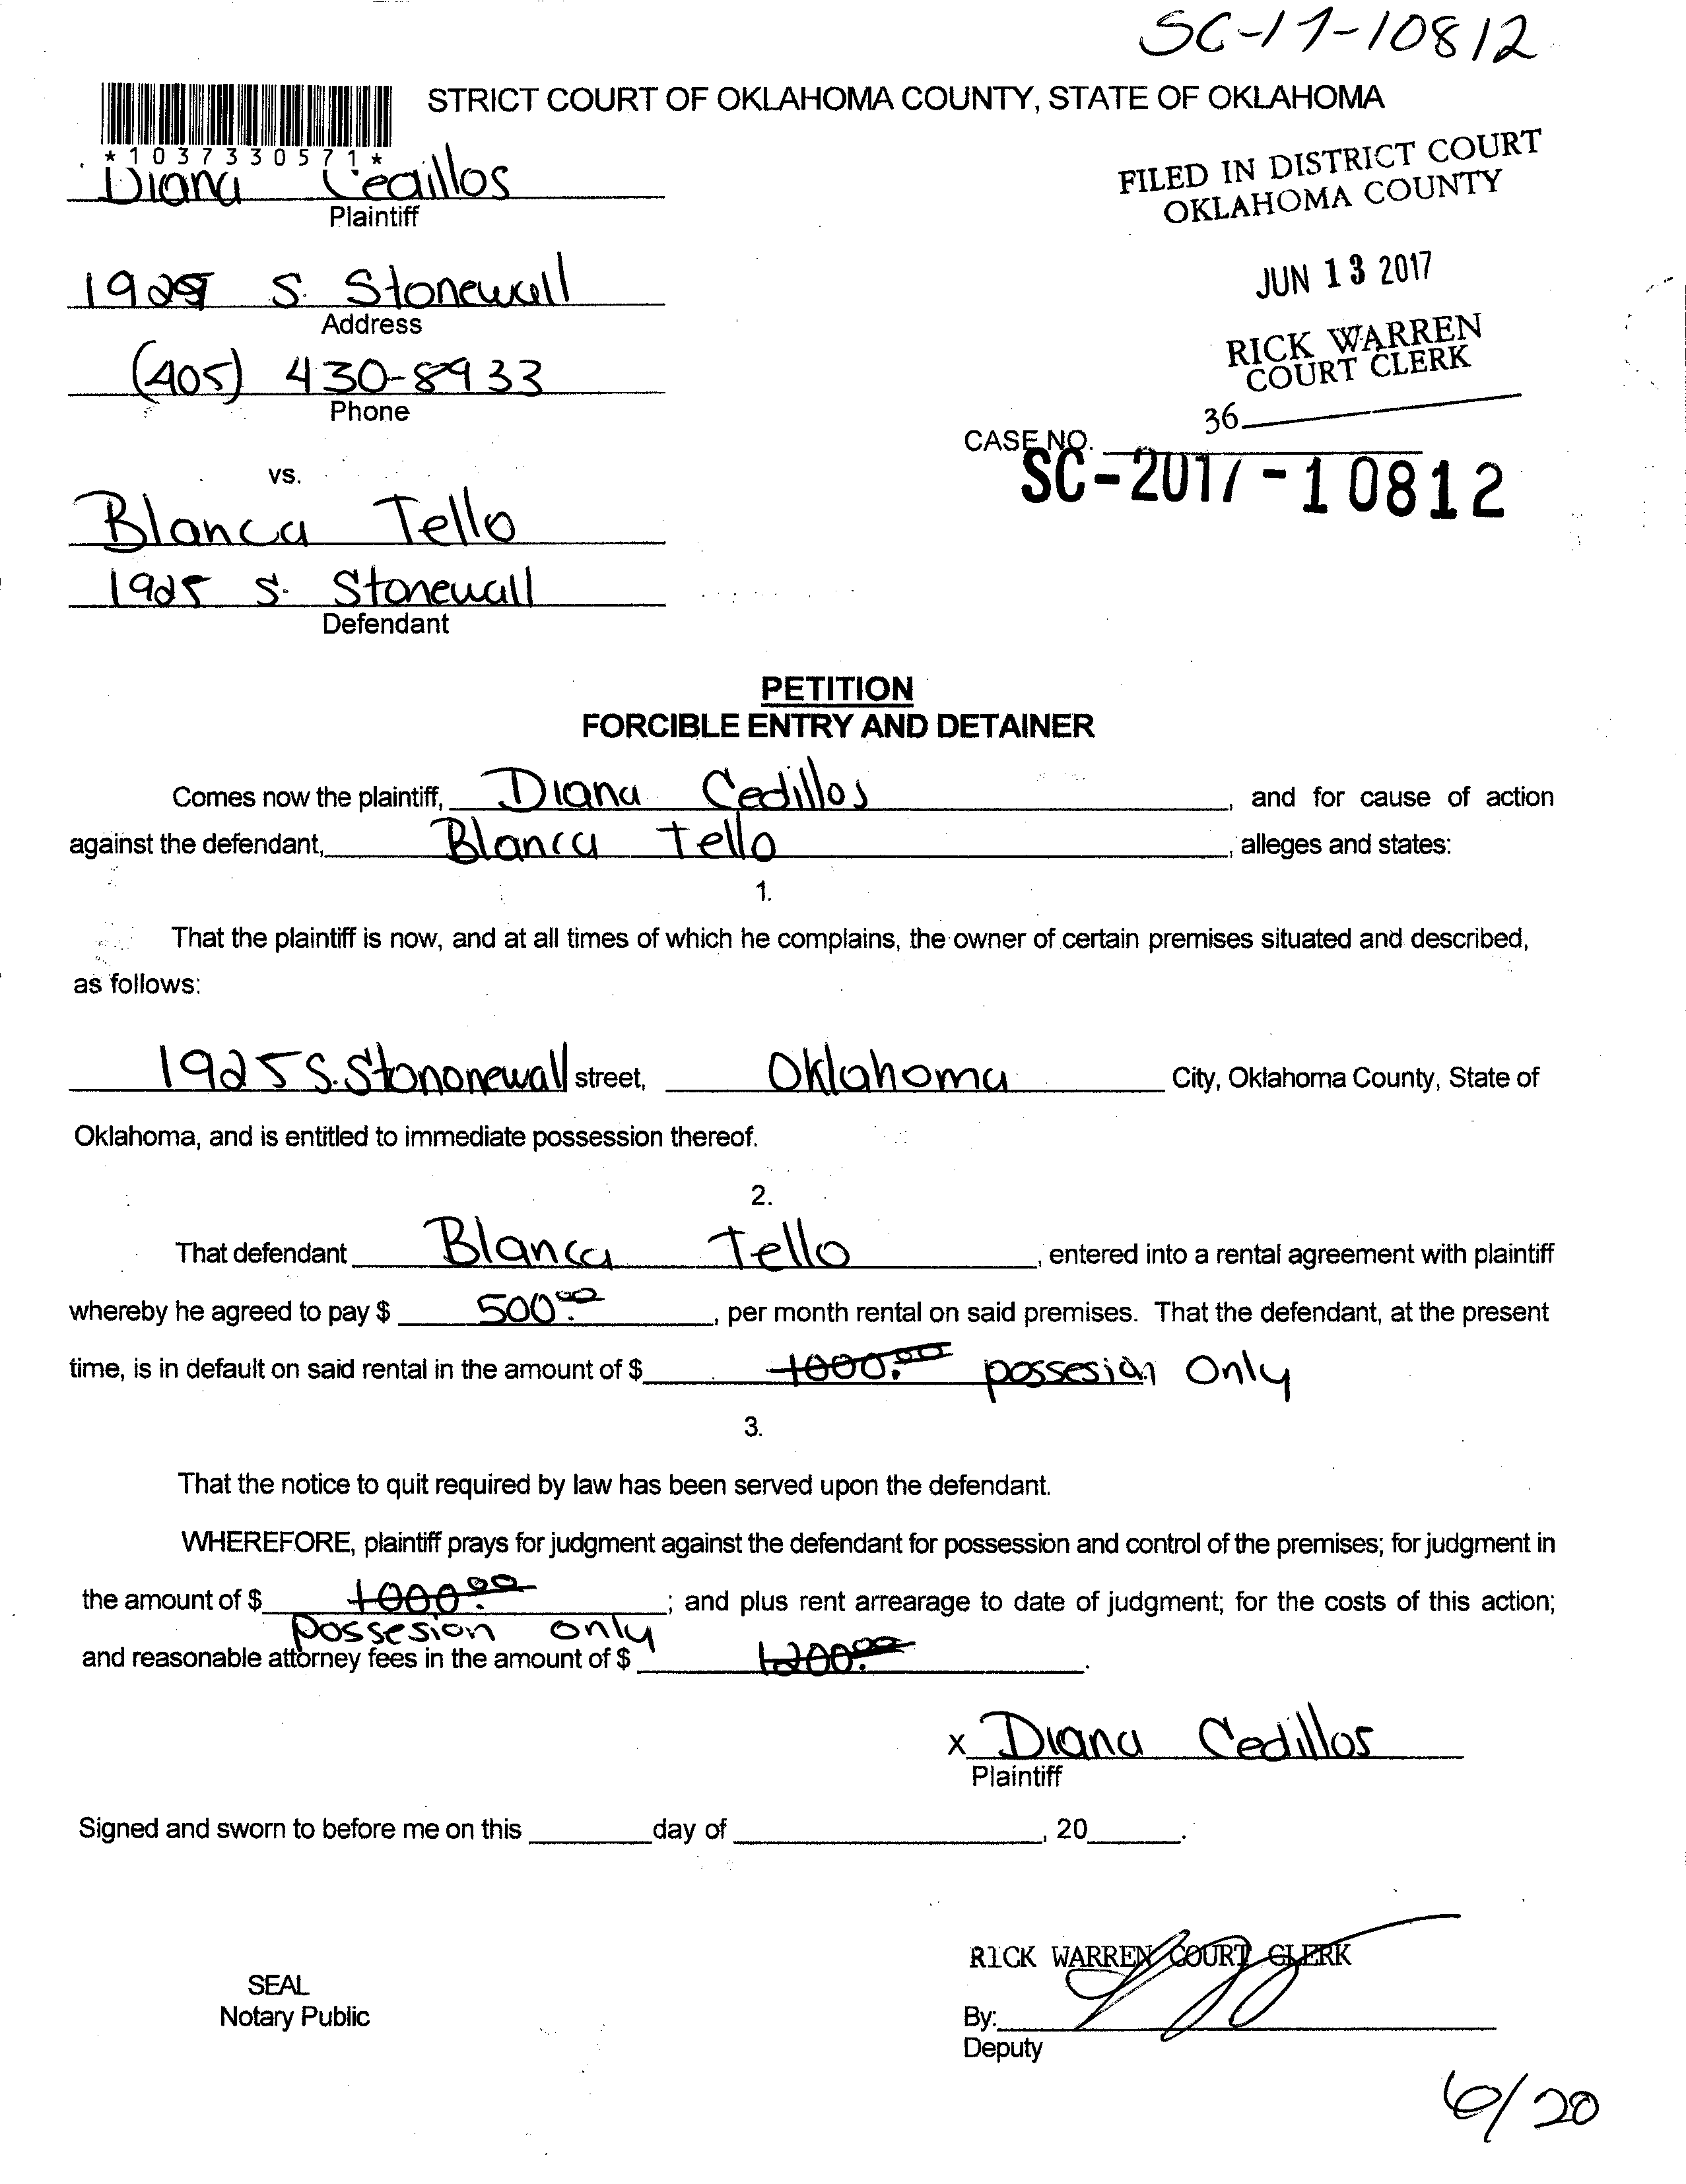 SC-17-10812
STRICT COURT OF OKLAHOMA COUNTY, STATE OF OKLAHOMA
*1037330571*
FILED IN DISTRICT COURT
OKLAHOMA COUNTY
Diana Cedillos
Plaintiff
JUN 13 2017
1925 S. Stonewall
Address
RICK WARREN
COURT CLERK
(405) 430-8933
Phone
36
CASE NO.
SC-2017-10812
vs.
Blanca Tello
1925 S. Stonewall
Defendant
PETITION
FORCIBLE ENTRY AND DETAINER
Comes now the plaintiff, Diana Cedillos, and for cause of action
against the defendant, Blanca Tello, alleges and states:
1.
That the plaintiff is now, and at all times of which he complains, the owner of certain premises situated and described,
as follows:
1925 S. Stononewall street, Oklahoma City, Oklahoma County, State of
Oklahoma, and is entitled to immediate possession thereof.
2.
That defendant Blanca Tello, entered into a rental agreement with plaintiff
whereby he agreed to pay $ 500.00, per month rental on said premises. That the defendant, at the present
time, is in default on said rental in the amount of $ 1000.00 possesion Only
3.
That the notice to quit required by law has been served upon the defendant.
WHEREFORE, plaintiff prays for judgment against the defendant for possession and control of the premises; for judgment in
the amount of $ 1000.00; and plus rent arrearage to date of judgment; for the costs of this action;
possesion only
and reasonable attorney fees in the amount of $ 1200.00.
x Diana Cedillos
Plaintiff
Signed and sworn to before me on this ____ day of ____, 20____.
RICK WARREN COURT CLERK
SEAL
Notary Public
By:
Deputy
6/20